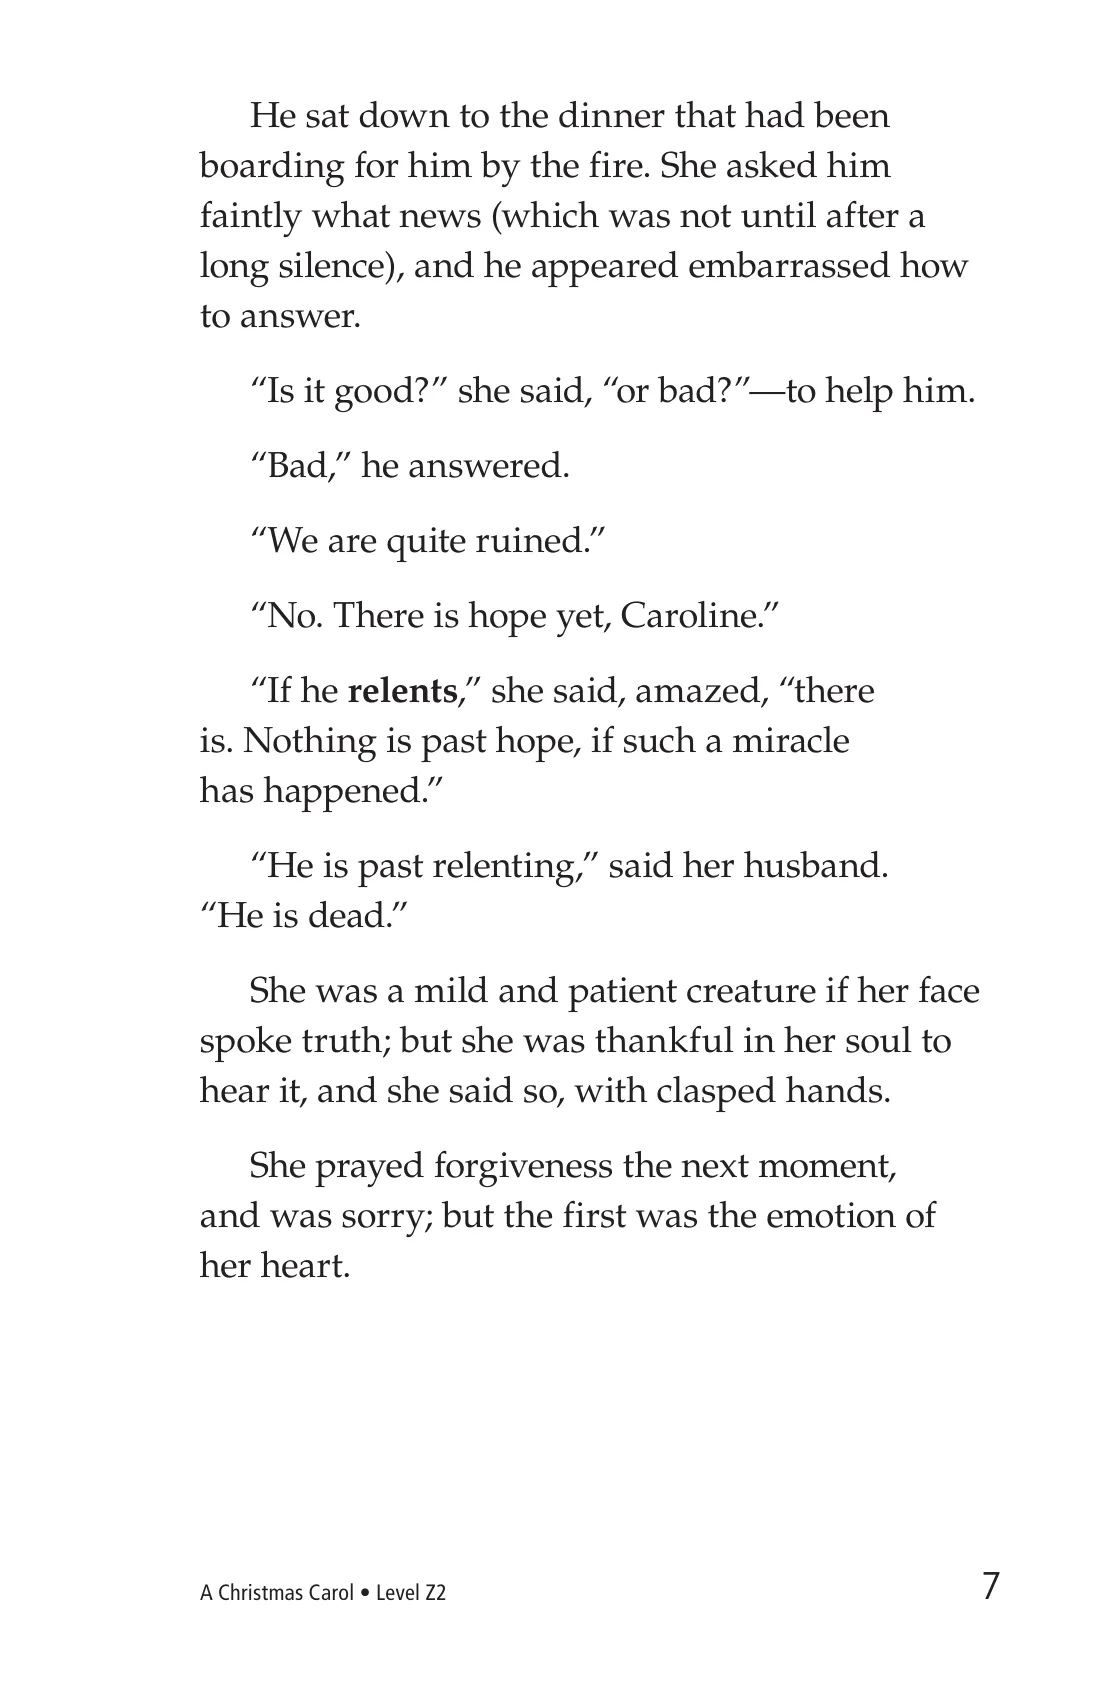 He sat down to the dinner that had been
boarding for him by the fire. She asked him
faintly what news (which was not until after a
long silence), and he appeared embarrassed how
to answer.
“Is it good?” she said, “or bad?”—to help him.
“Bad,” he answered.
“We are quite ruined.”
“No. There is hope yet, Caroline.”
“If he relents,” she said, amazed, “there
is. Nothing is past hope, if such a miracle
has happened.”
“He is past relenting,” said her husband.
“He is dead.”
She was a mild and patient creature if her face
spoke truth; but she was thankful in her soul to
hear it, and she said so, with clasped hands.
She prayed forgiveness the next moment,
and was sorry; but the first was the emotion of
her heart.
A Christmas Carol • Level Z2
7